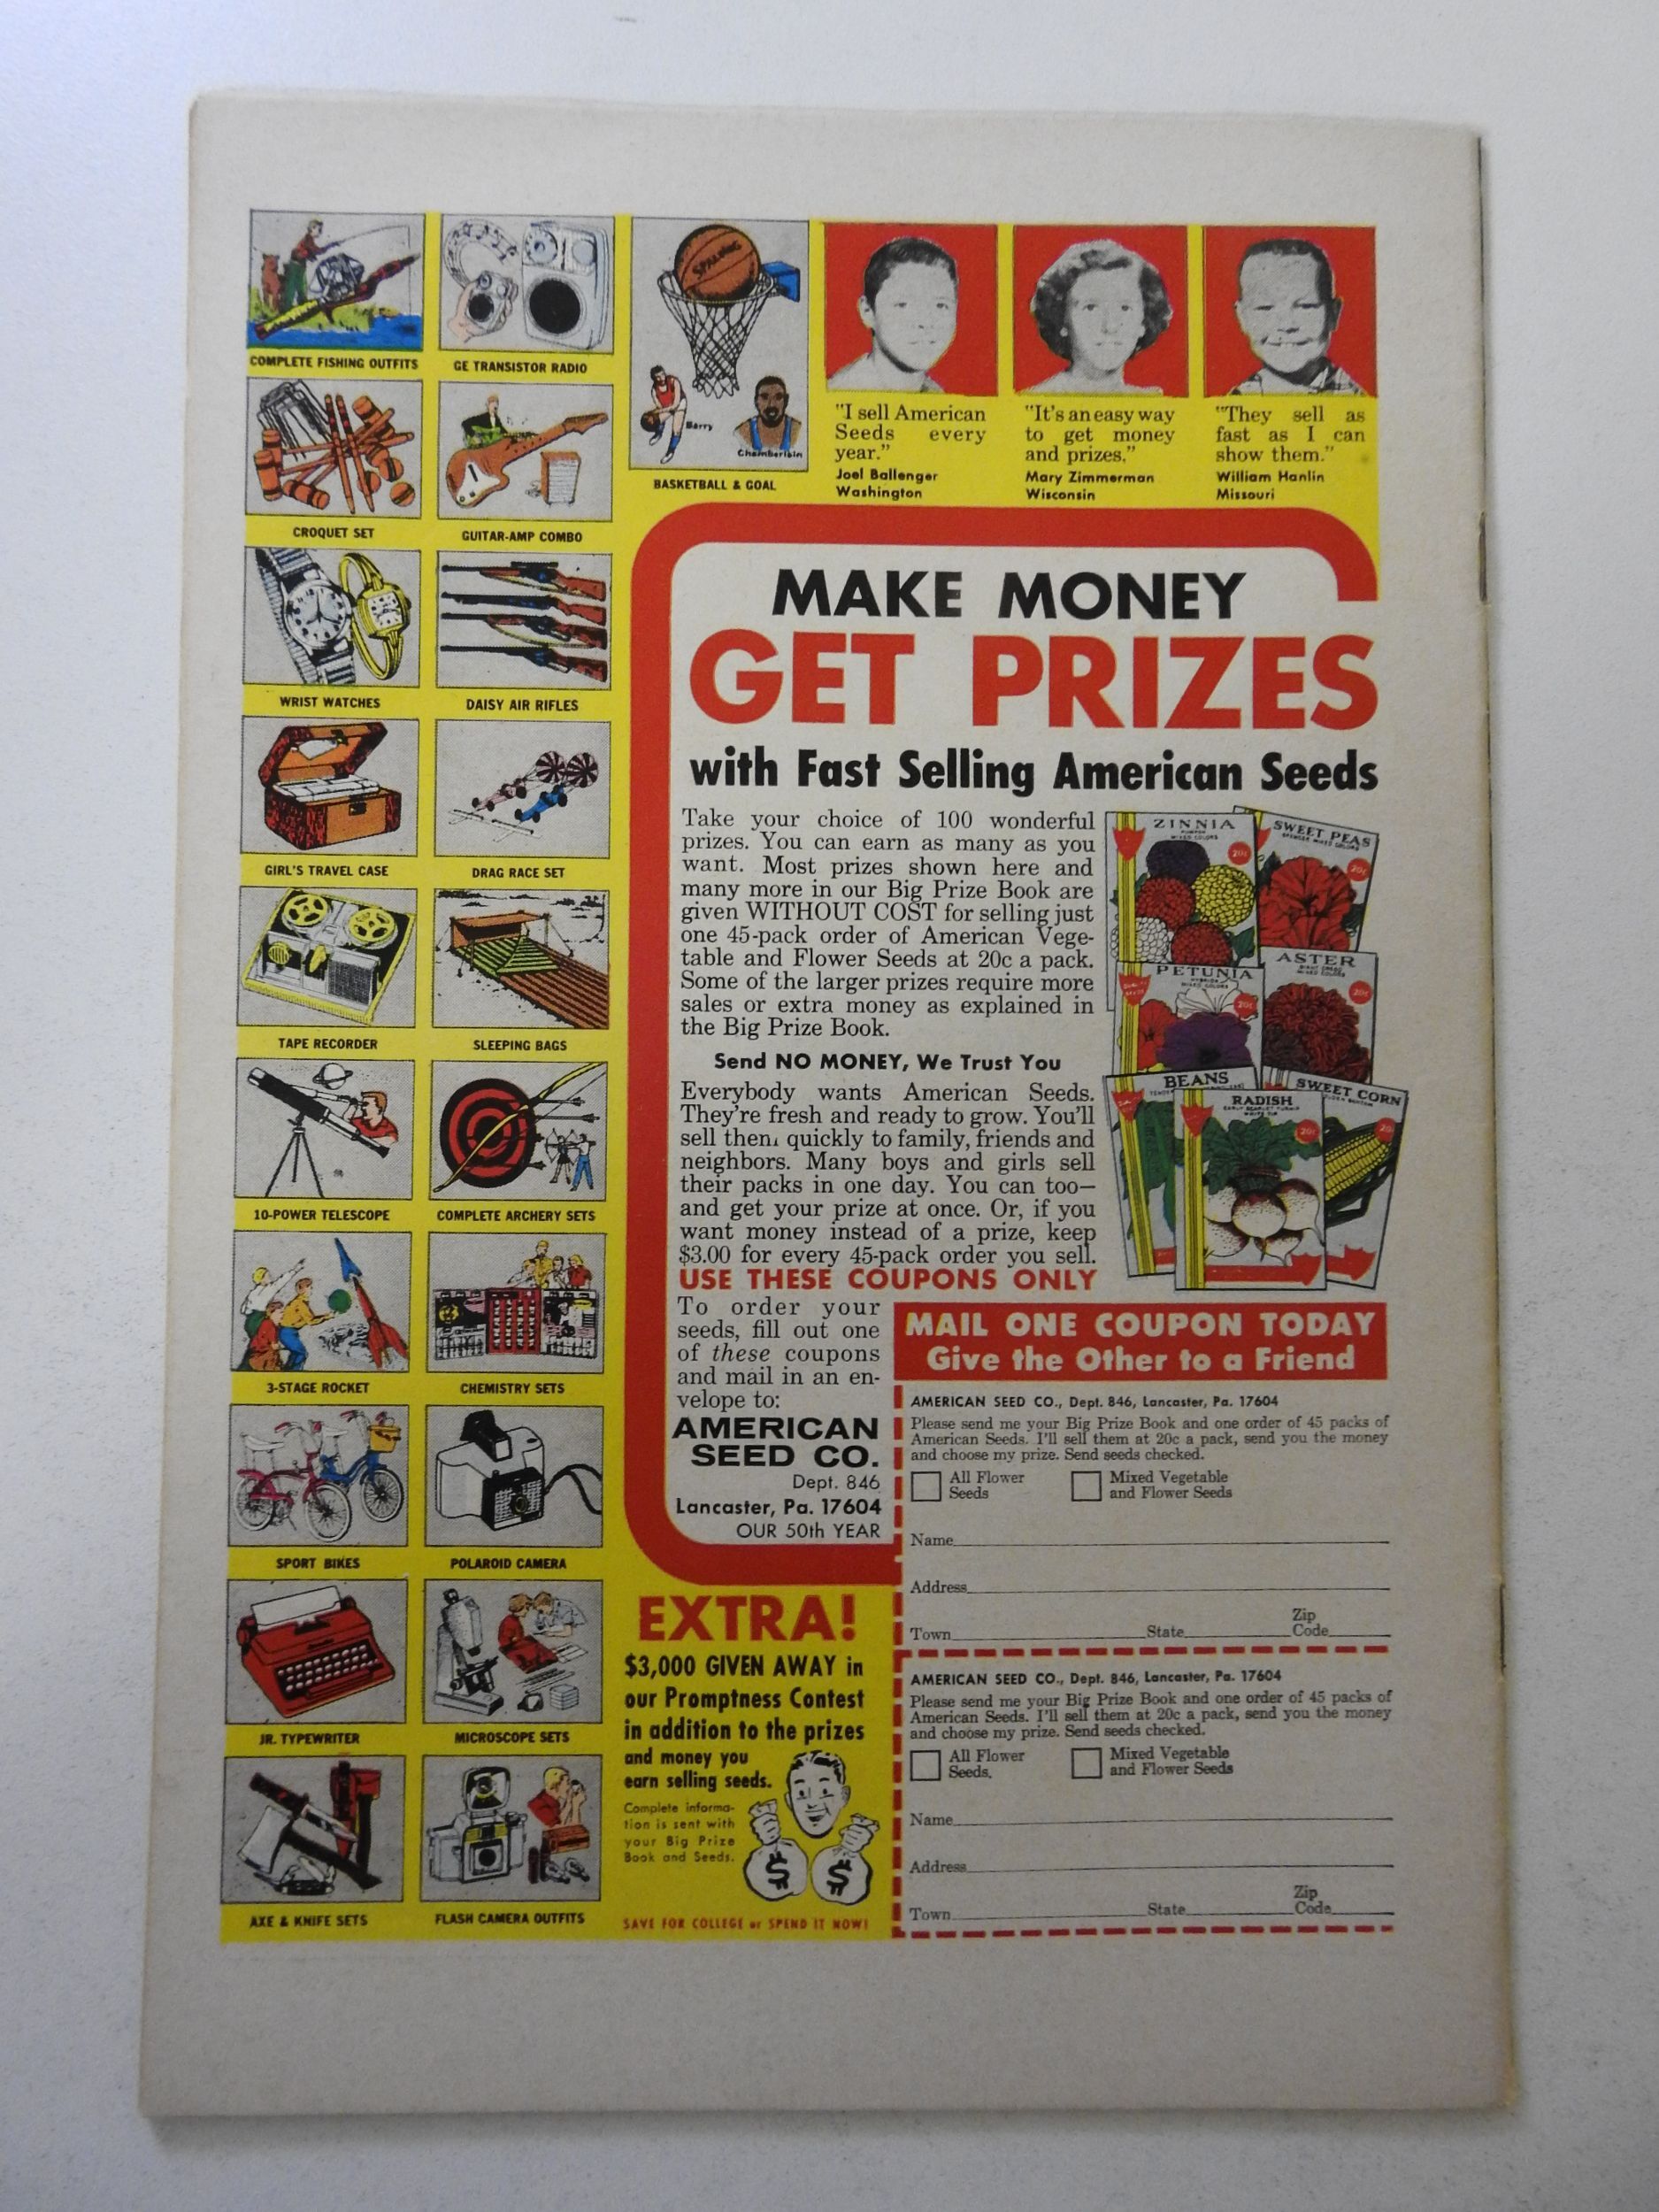 COMPLETE FISHING OUTFITS
GE TRANSISTOR RADIO
CROQUET SET
GUITAR-AMP COMBO
WRIST WATCHES
DAISY AIR RIFLES
GIRL'S TRAVEL CASE
DRAG RACE SET
TAPE RECORDER
SLEEPING BAGS
10-POWER TELESCOPE
COMPLETE ARCHERY SETS
3-STAGE ROCKET
CHEMISTRY SETS
SPORT BIKES
POLAROID CAMERA
JR. TYPEWRITER
MICROSCOPE SETS
AXE & KNIFE SETS
FLASH CAMERA OUTFITS
SPALDING
Barry
Chamberlain
BASKETBALL & GOAL
"I sell American
Seeds every
year."
Joel Ballenger
Washington
"It's an easy way
to get money
and prizes."
Mary Zimmerman
Wisconsin
"They sell as
fast as I can
show them."
William Hanlin
Missouri
MAKE MONEY
GET PRIZES
with Fast Selling American Seeds
Take your choice of 100 wonderful
prizes. You can earn as many as you
want. Most prizes shown here and
many more in our Big Prize Book are
given WITHOUT COST for selling just
one 45-pack order of American Vege-
table and Flower Seeds at 20c a pack.
Some of the larger prizes require more
sales or extra money as explained in
the Big Prize Book.
Send NO MONEY, We Trust You
Everybody wants American Seeds.
They're fresh and ready to grow. You'll
sell them quickly to family, friends and
neighbors. Many boys and girls sell
their packs in one day. You can too—
and get your prize at once. Or, if you
want money instead of a prize, keep
$3.00 for every 45-pack order you sell.
USE THESE COUPONS ONLY
ZINNIA
MIXED COLORS
20¢
SWEET PEAS
SPENCER MIXED COLORS
20¢
PETUNIA
MIXED COLORS
20¢
ASTER
MIXED COLORS
20¢
BEANS
RADISH
EARLY SCARLET TURNIP
WHITE TIP
20¢
SWEET CORN
20¢
To order your
seeds, fill out one
of these coupons
and mail in an en-
velope to:
AMERICAN
SEED CO.
Dept. 846
Lancaster, Pa. 17604
OUR 50th YEAR
MAIL ONE COUPON TODAY
Give the Other to a Friend
AMERICAN SEED CO., Dept. 846, Lancaster, Pa. 17604
Please send me your Big Prize Book and one order of 45 packs of
American Seeds. I'll sell them at 20c a pack, send you the money
and choose my prize. Send seeds checked.
All Flower
Seeds
Mixed Vegetable
and Flower Seeds
Name
Address
Town State Zip Code
AMERICAN SEED CO., Dept. 846, Lancaster, Pa. 17604
Please send me your Big Prize Book and one order of 45 packs of
American Seeds. I'll sell them at 20c a pack, send you the money
and choose my prize. Send seeds checked.
All Flower
Seeds.
Mixed Vegetable
and Flower Seeds
Name
Address
Town State Zip Code
EXTRA!
$3,000 GIVEN AWAY in
our Promptness Contest
in addition to the prizes
and money you
earn selling seeds.
Complete informa-
tion is sent with
your Big Prize
Book and Seeds.
$ $
SAVE FOR COLLEGE or SPEND IT NOW!